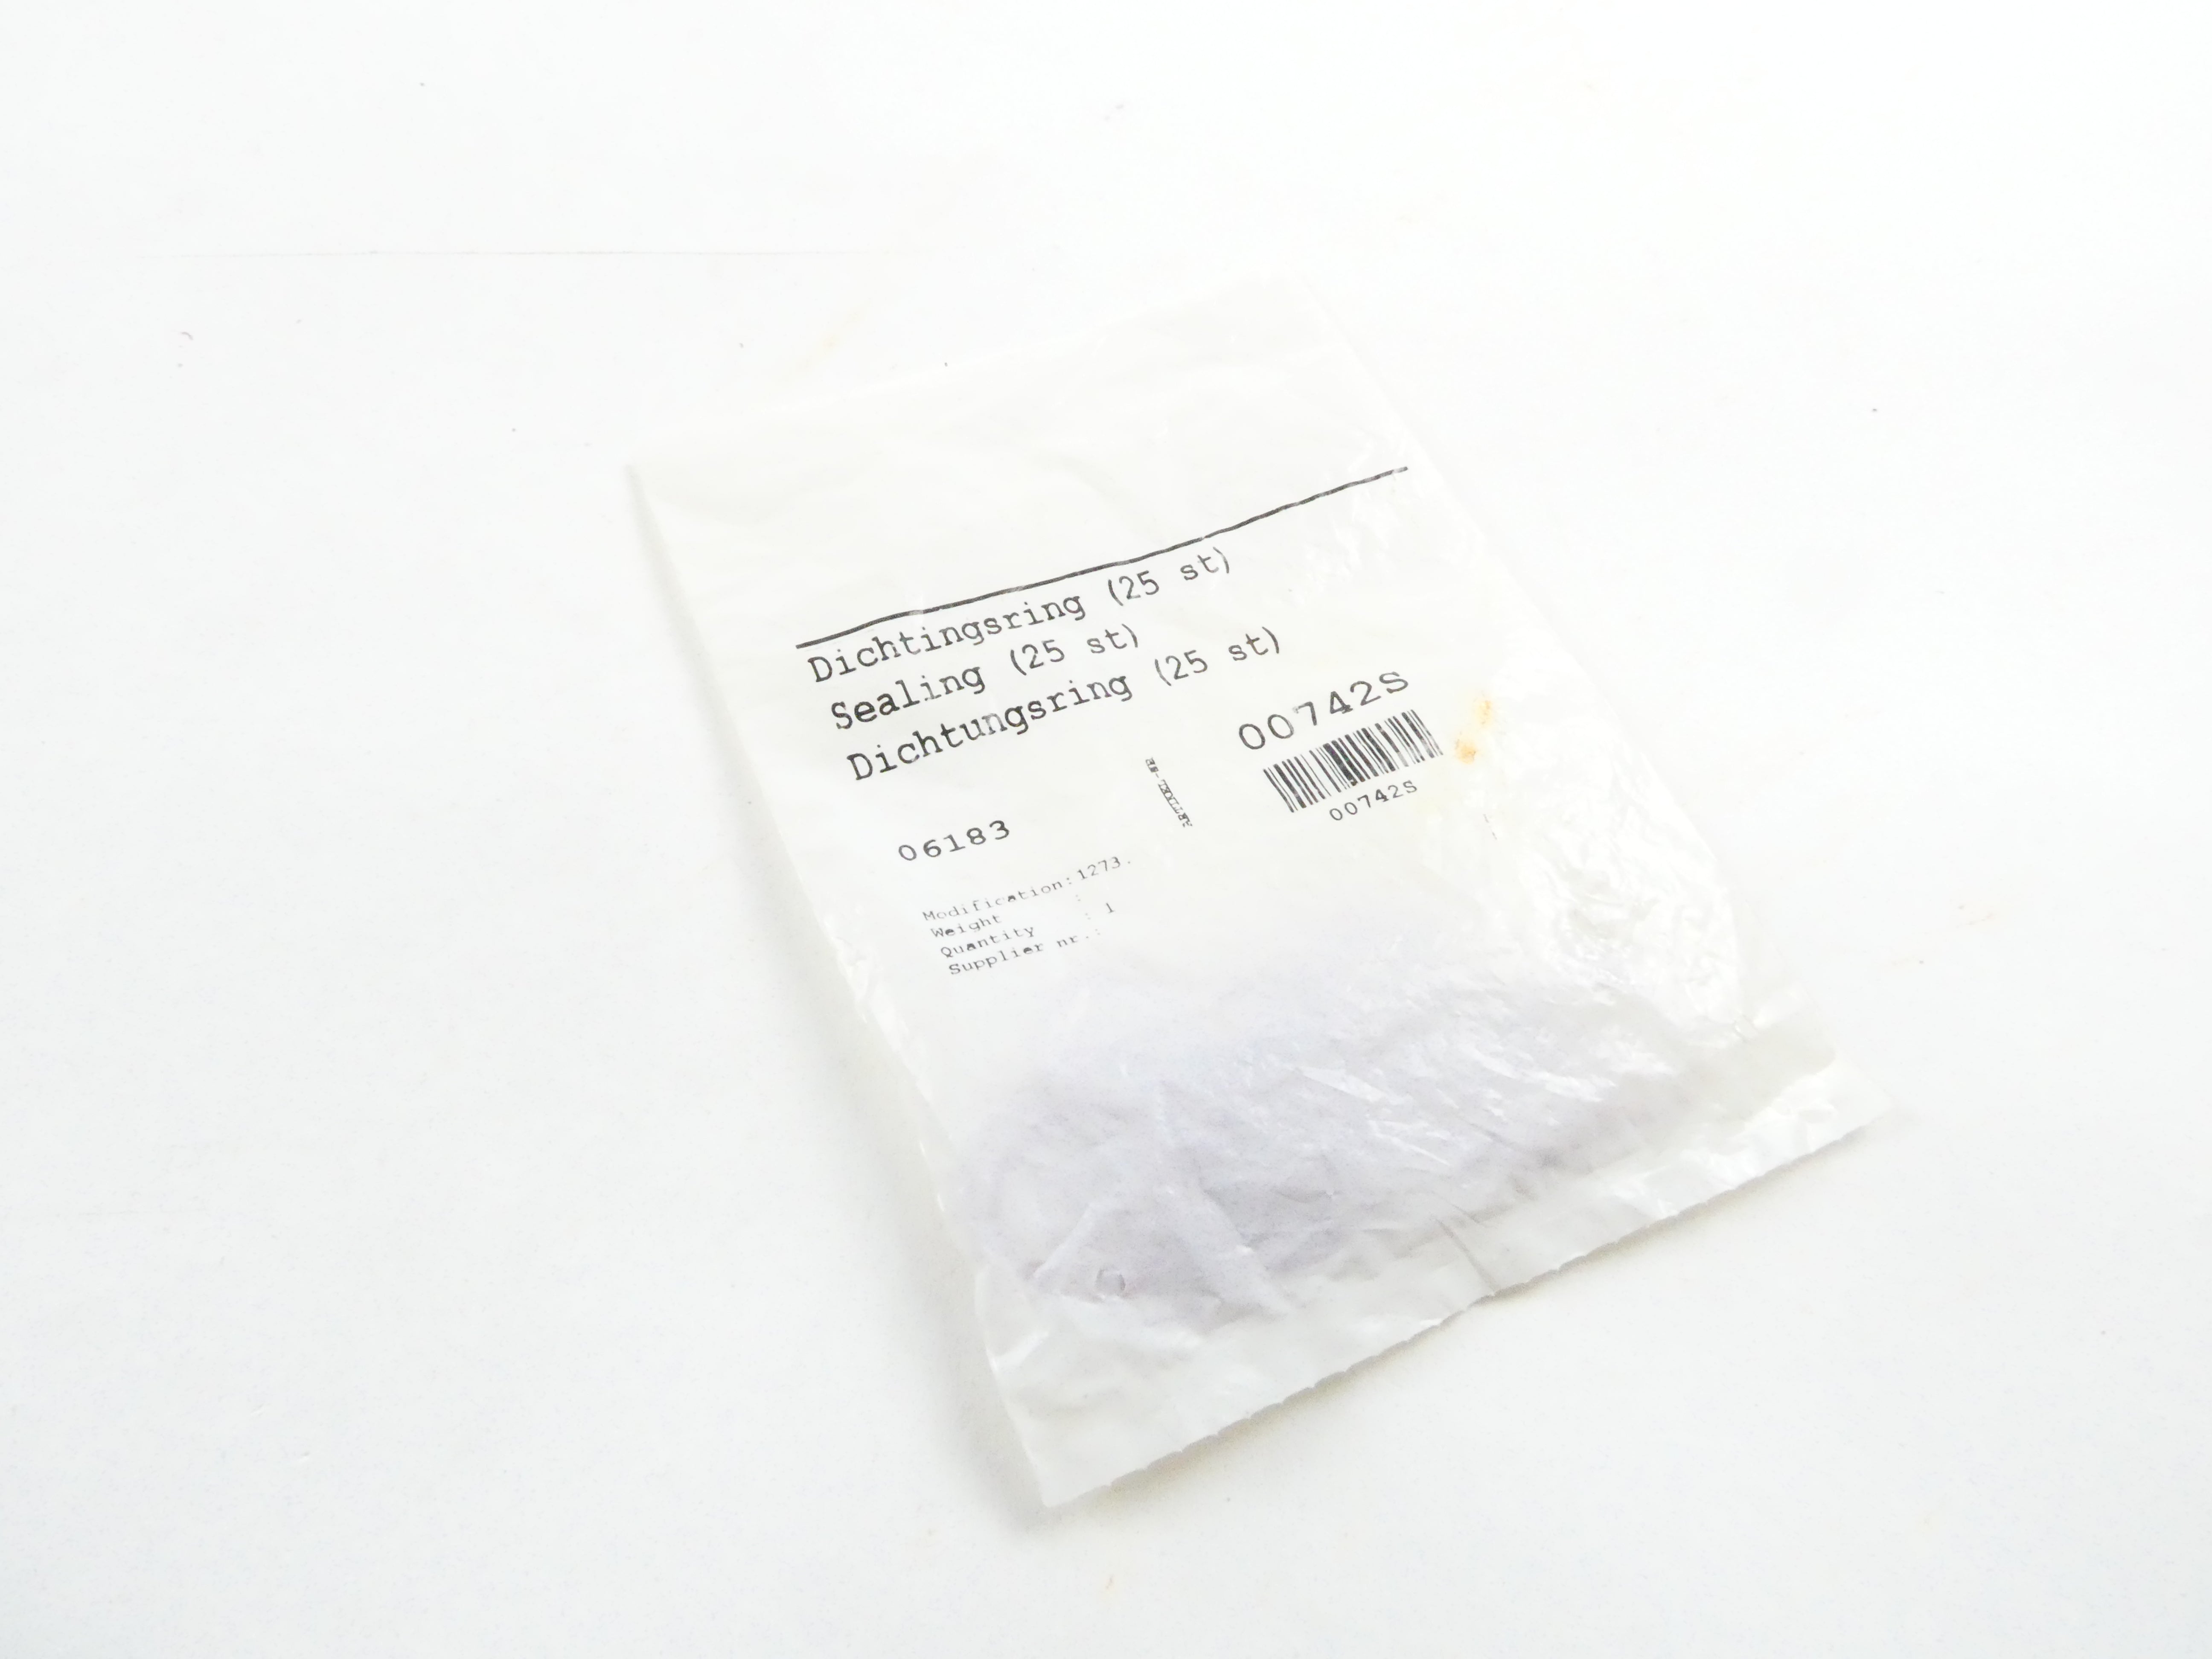 Dichtingsring (25 st)
Sealing (25 st)
Dichtungsring (25 st)
00742S
00742S
06183
Modification:1273.
Weight :
Quantity : 1
Supplier nr.: